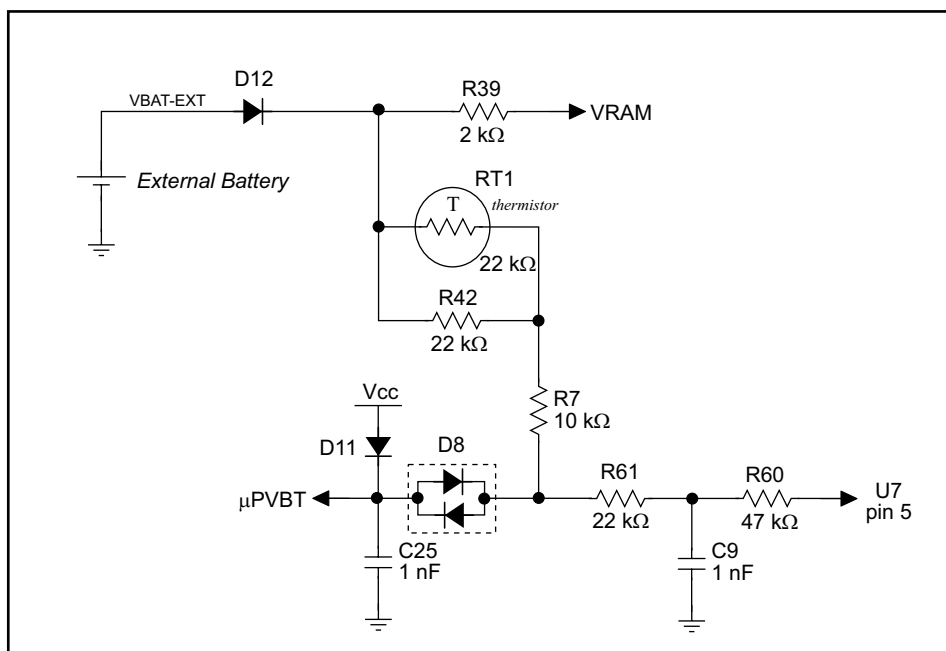 D12
VBAT-EXT
R39
2 kΩ
VRAM
External Battery
RT1
T
thermistor
22 kΩ
R42
22 kΩ
Vcc
D11
D8
R7
10 kΩ
μPVBT
R61
22 kΩ
R60
47 kΩ
U7
pin 5
C25
1 nF
C9
1 nF